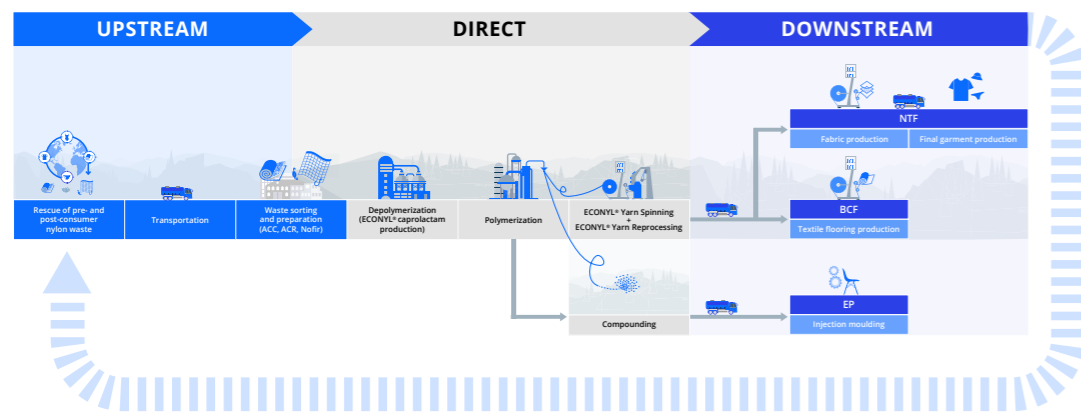 UPSTREAM
DIRECT
DOWNSTREAM
NTF
Fabric production
Final garment production
Rescue of pre- and
post-consumer
nylon waste
Transportation
Waste sorting
and preparation
(ACC, ACR, Nofir)
Depolymerization
(ECONYL® caprolactam
production)
Polymerization
ECONYL® Yarn Spinning
+
ECONYL® Yarn Reprocessing
BCF
Textile flooring production
Compounding
EP
Injection moulding